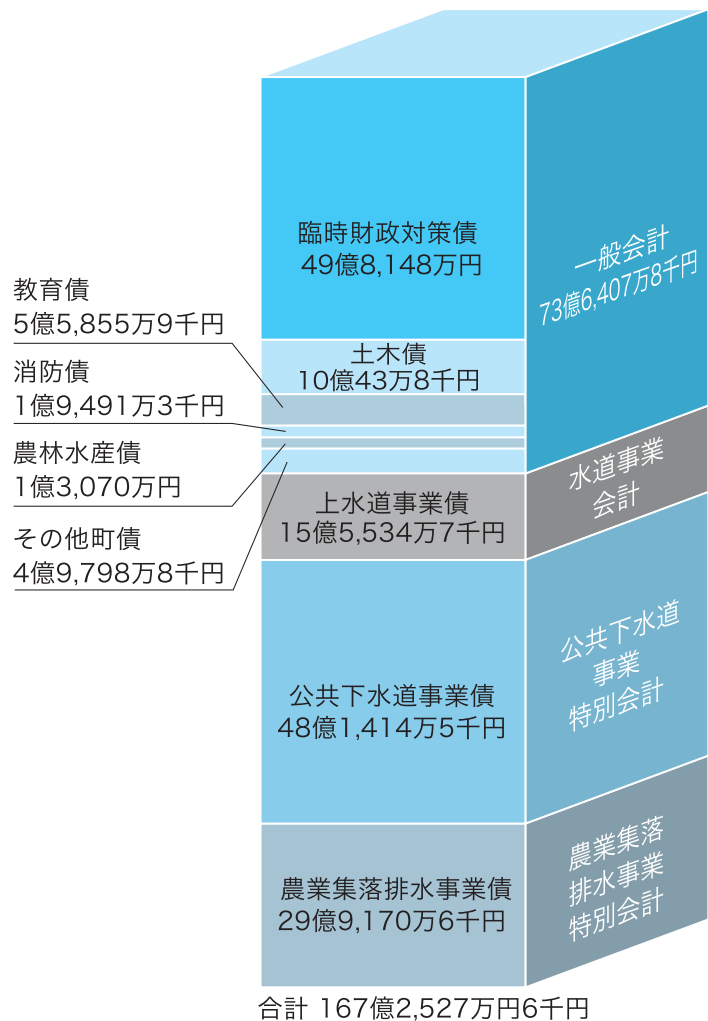 臨時財政対策債
49億8,148万円
教育債
5億5,855万9千円
消防債
1億9,491万3千円
農林水産債
1億3,070万円
その他町債
4億9,798万8千円
土木債
10億43万8千円
上水道事業債
15億5,534万7千円
公共下水道事業債
48億1,414万5千円
農業集落排水事業債
29億9,170万6千円
一般会計
73億6,407万8千円
水道事業
会計
公共下水道
事業
特別会計
農業集落
排水事業
特別会計
合計 167億2,527万円6千円